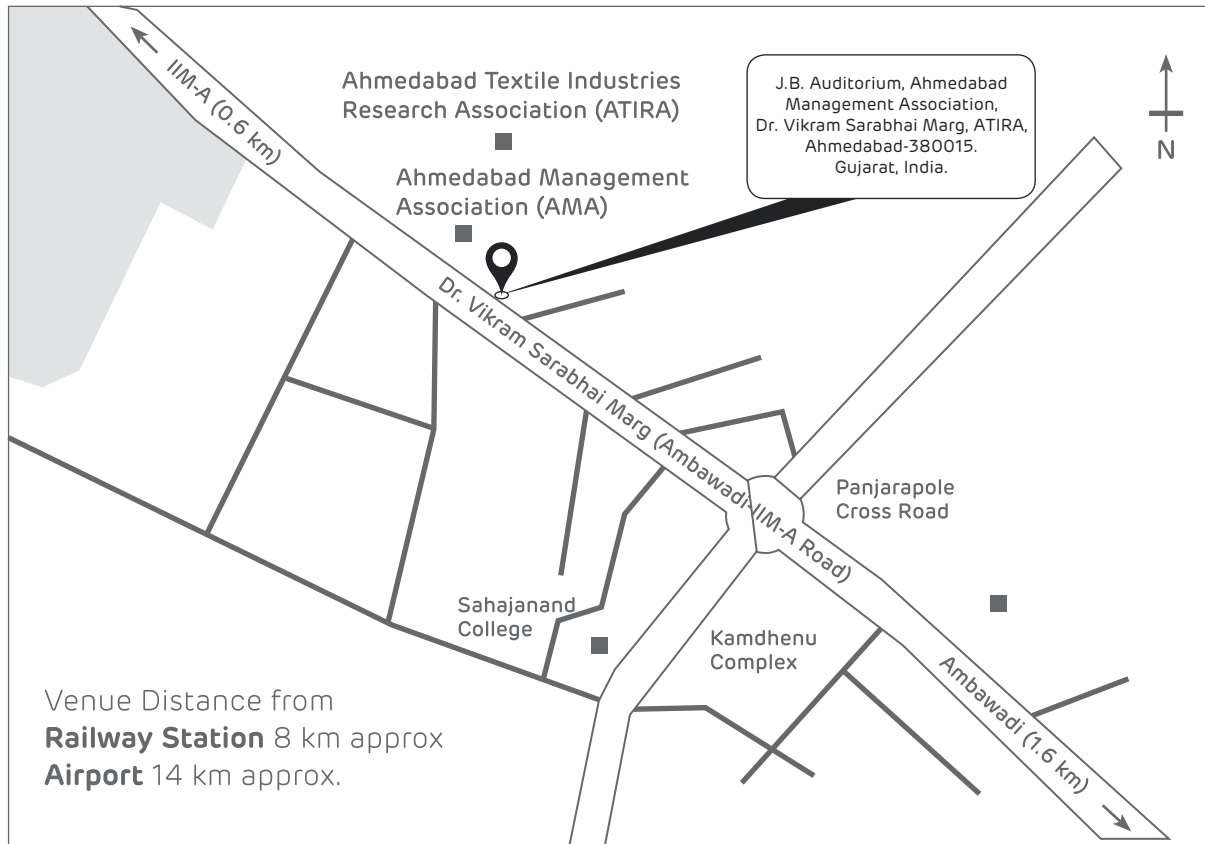 IIM-A (0.6 km)
Ahmedabad Textile Industries
Research Association (ATIRA)
J.B. Auditorium, Ahmedabad
Management Association,
Dr. Vikram Sarabhai Marg, ATIRA,
Ahmedabad-380015.
Gujarat, India.
N
Ahmedabad Management
Association (AMA)
Dr. Vikram Sarabhai Marg (Ambawadi-IIM-A Road)
Panjarapole
Cross Road
Sahajanand
College
Kamdhenu
Complex
Ambawadi (1.6 km)
Venue Distance from
Railway Station 8 km approx
Airport 14 km approx.